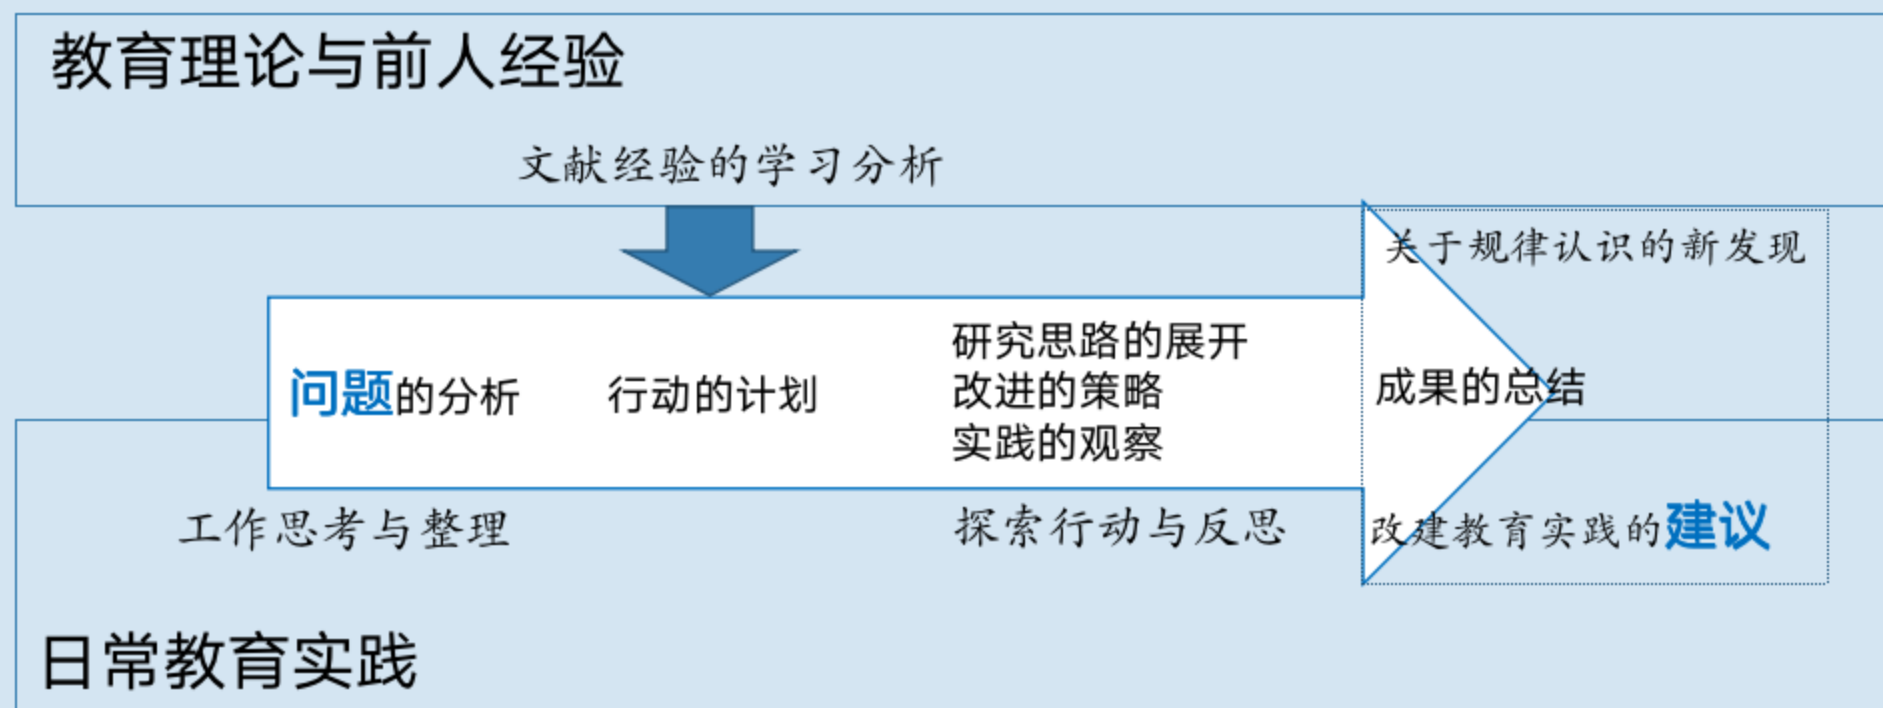 教育理论与前人经验
文献经验的学习分析
关于规律认识的新发现
问题的分析
行动的计划
研究思路的展开
改进的策略
实践的观察
成果的总结
工作思考与整理
探索行动与反思
改建教育实践的建议
日常教育实践